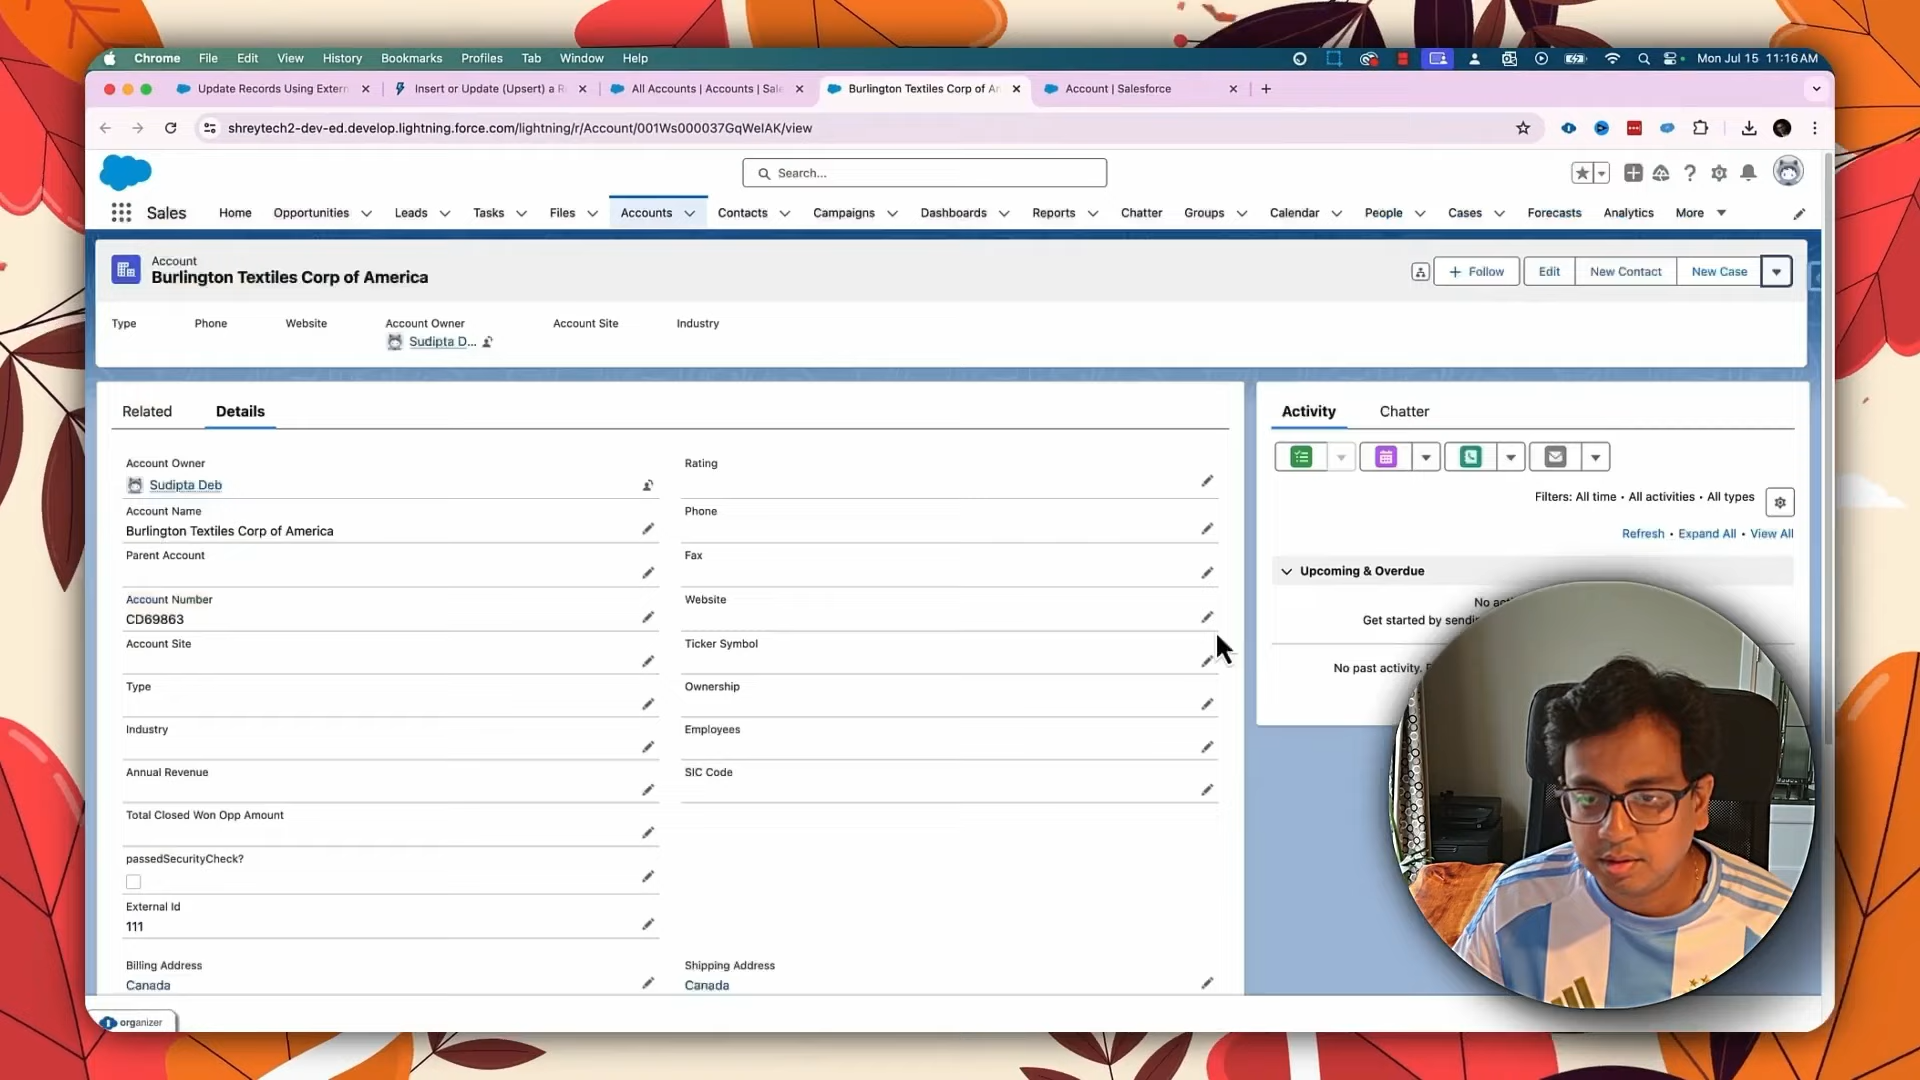 Chrome File Edit View History Bookmarks Profiles Tab Window Help Mon Jul 15 11:16 AM
Update Records Using Extern Insert or Update (Upsert) a R All Accounts | Accounts | Sale Burlington Textiles Corp of An Account | Salesforce
shreytech2-dev-ed.develop.lightning.force.com/lightning/r/Account/001Ws000037GqWeIAK/view
Search...
Sales Home Opportunities Leads Tasks Files Accounts Contacts Campaigns Dashboards Reports Chatter Groups Calendar People Cases Forecasts Analytics More
Account
Burlington Textiles Corp of America
Follow Edit New Contact New Case
Type Phone Website Account Owner Account Site Industry
Sudipta D...
Related Details
Activity Chatter
Account Owner
Sudipta Deb
Rating
Account Name
Burlington Textiles Corp of America
Phone
Parent Account
Fax
Account Number
CD69863
Website
Account Site
Ticker Symbol
Type
Ownership
Industry
Employees
Annual Revenue
SIC Code
Total Closed Won Opp Amount
passedSecurityCheck?
External Id
111
Billing Address
Canada
Shipping Address
Canada
Filters: All time • All activities • All types
Refresh • Expand All • View All
Upcoming & Overdue
No
Get started by
No past activity.
organizer